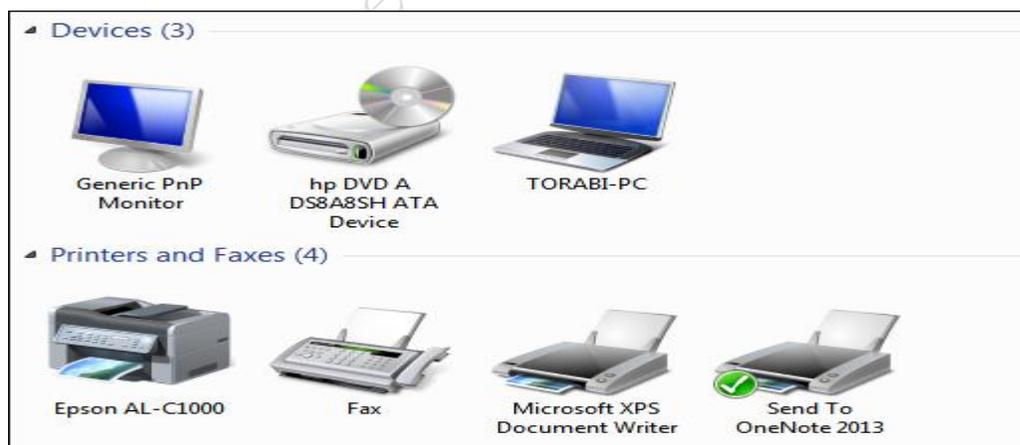 Devices (3)
Generic PnP
Monitor
hp DVD A
DS8A8SH ATA
Device
TORABI-PC
Printers and Faxes (4)
Epson AL-C1000
Fax
Microsoft XPS
Document Writer
Send To
OneNote 2013